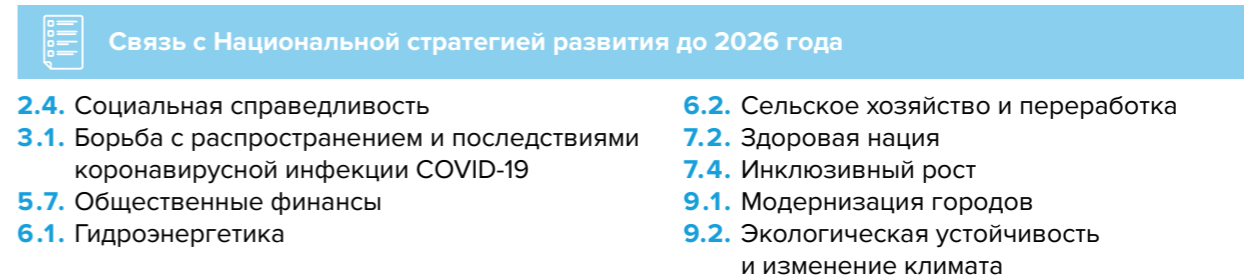 Связь с Национальной стратегией развития до 2026 года
2.4. Социальная справедливость
3.1. Борьба с распространением и последствиями
коронавирусной инфекции COVID-19
5.7. Общественные финансы
6.1. Гидроэнергетика
6.2. Сельское хозяйство и переработка
7.2. Здоровая нация
7.4. Инклюзивный рост
9.1. Модернизация городов
9.2. Экологическая устойчивость
и изменение климата